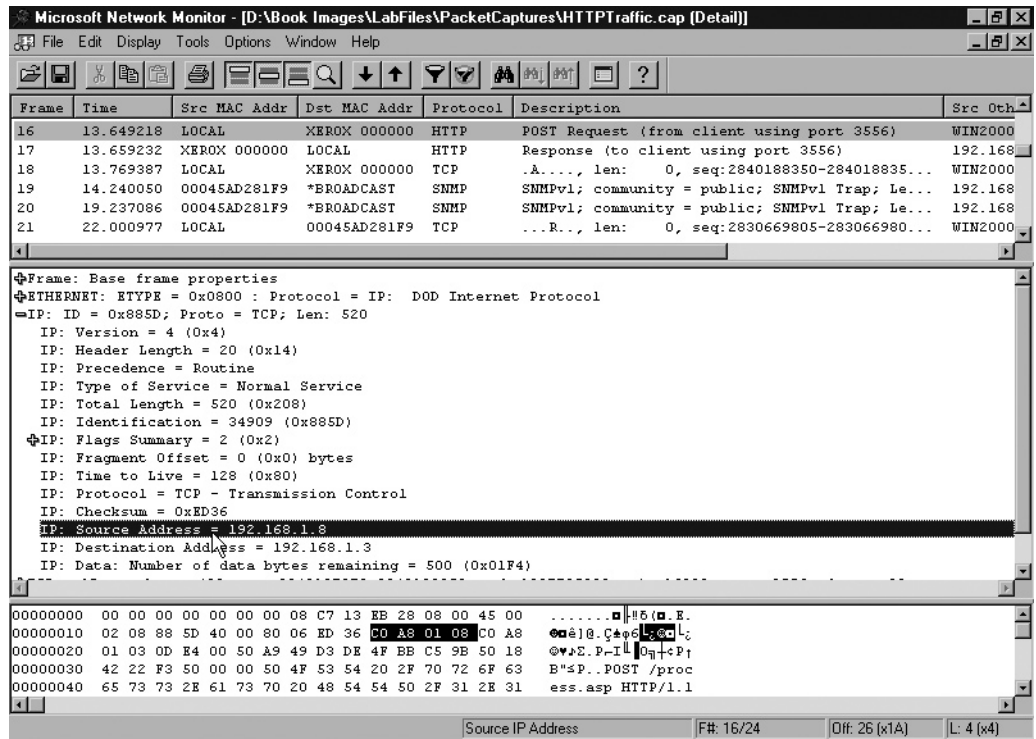 Microsoft Network Monitor - [D:\Book Images\LabFiles\PacketCaptures\HTTPTraffic.cap (Detail)]
File Edit Display Tools Options Window Help
Frame Time Src MAC Addr Dst MAC Addr Protocol Description Src Oth
16 13.649218 LOCAL XEROX 000000 HTTP POST Request (from client using port 3556) WIN2000
17 13.659232 XEROX 000000 LOCAL HTTP Response (to client using port 3556) 192.168
18 13.769387 LOCAL XEROX 000000 TCP .A...., len: 0, seq:2840188350-284018835... WIN2000
19 14.240050 00045AD281F9 *BROADCAST SNMP SNMPv1; community = public; SNMPv1 Trap; Le... 192.168
20 19.237086 00045AD281F9 *BROADCAST SNMP SNMPv1; community = public; SNMPv1 Trap; Le... 192.168
21 22.000977 LOCAL 00045AD281F9 TCP ...R.., len: 0, seq:2830669805-283066980... WIN2000
Frame: Base frame properties
ETHERNET: ETYPE = 0x0800 : Protocol = IP: DOD Internet Protocol
IP: ID = 0x885D; Proto = TCP; Len: 520
IP: Version = 4 (0x4)
IP: Header Length = 20 (0x14)
IP: Precedence = Routine
IP: Type of Service = Normal Service
IP: Total Length = 520 (0x208)
IP: Identification = 34909 (0x885D)
IP: Flags Summary = 2 (0x2)
IP: Fragment Offset = 0 (0x0) bytes
IP: Time to Live = 128 (0x80)
IP: Protocol = TCP - Transmission Control
IP: Checksum = 0xED36
IP: Source Address = 192.168.1.8
IP: Destination Address = 192.168.1.3
IP: Data: Number of data bytes remaining = 500 (0x01F4)
00000000 00 00 00 00 00 00 00 08 C7 13 EB 28 08 00 45 00
00000010 02 08 88 5D 40 00 80 06 ED 36 C0 A8 01 08 C0 A8
00000020 01 03 0D E4 00 50 A9 49 D3 DE 4F BB C5 9B 50 18
00000030 42 22 F3 50 00 00 50 4F 53 54 20 2F 70 72 6F 63 B"≤P..POST /proc
00000040 65 73 73 2E 61 73 70 20 48 54 54 50 2F 31 2E 31 ess.asp HTTP/1.1
Source IP Address F#: 16/24 Off: 26 (x1A) L: 4 (x4)